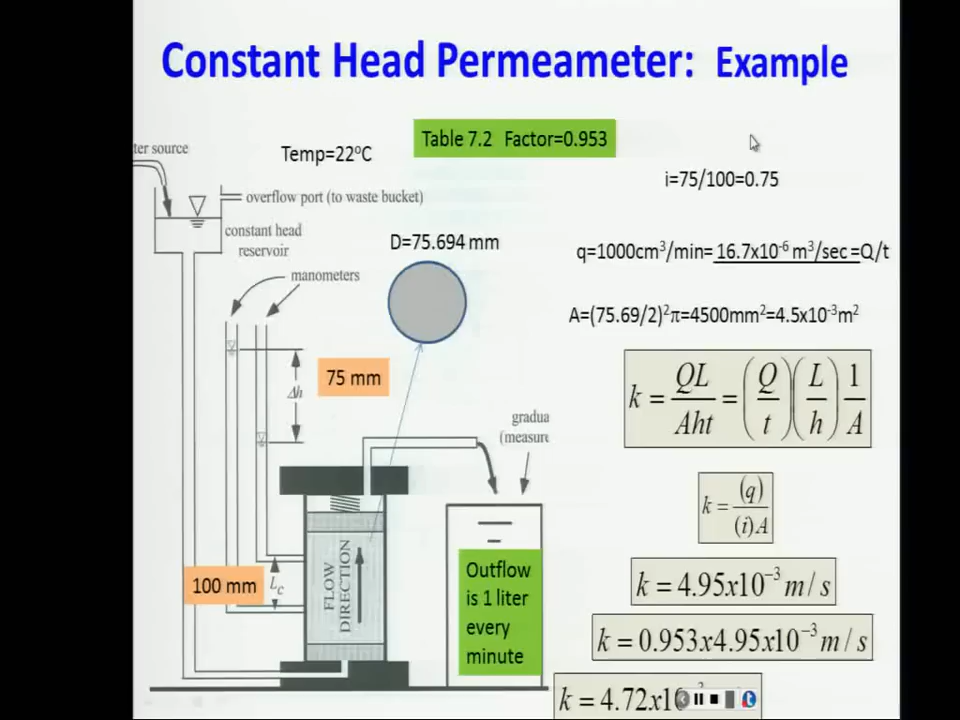 Constant Head Permeameter: Example
Table 7.2 Factor=0.953
Temp=22⁰C
ter source
i=75/100=0.75
overflow port (to waste bucket)
constant head
reservoir
D=75.694 mm
q=1000cm³/min= 16.7x10⁻⁶ m³/sec =Q/t
manometers
A=(75.69/2)²π=4500mm²=4.5x10⁻³m²
75 mm
Δh
k = QL/Aht = (Q/t)(L/h) 1/A
gradua
(measure
k = (q)/(i)A
100 mm
L_c
FLOW
DIRECTION
Outflow
is 1 liter
every
minute
k = 4.95x10⁻³ m/s
k = 0.953x4.95x10⁻³ m/s
k = 4.72x10